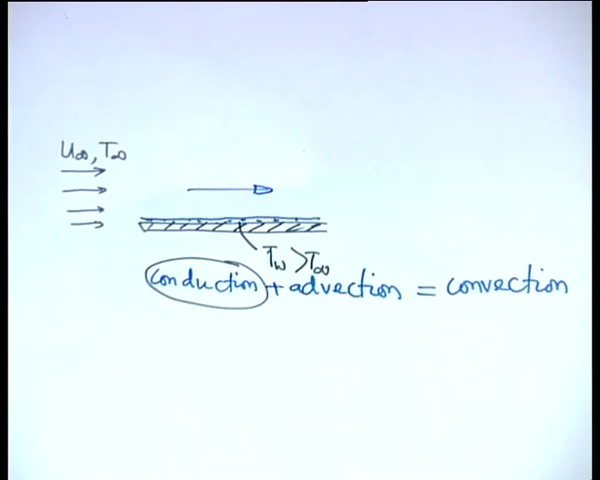 U∞, T∞
Tw > T∞
conduction + advection = convection